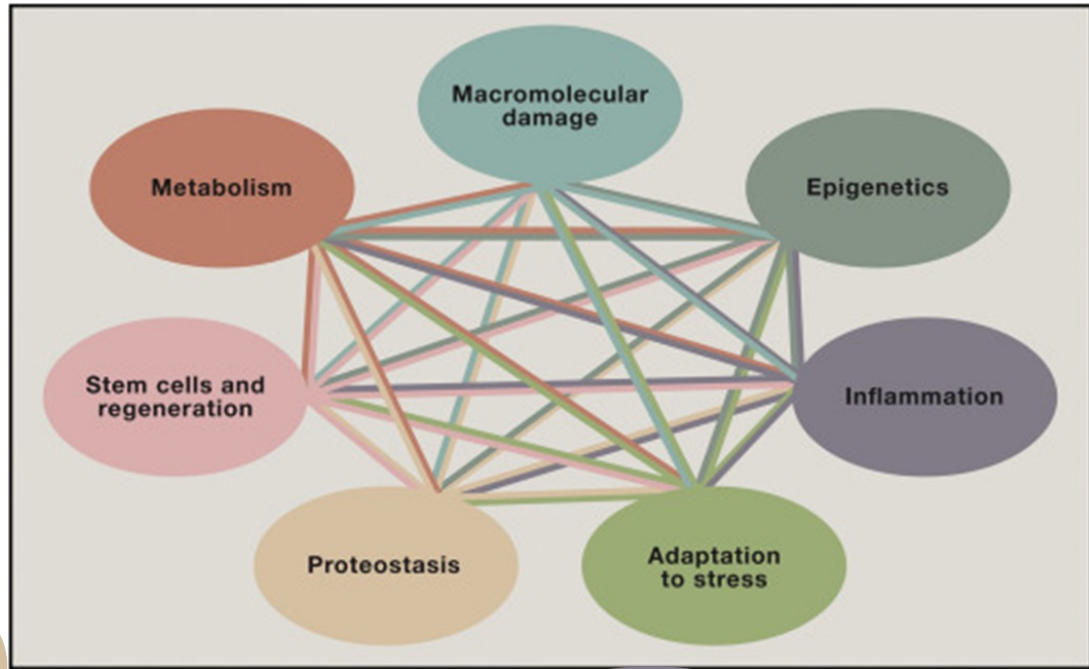 Macromolecular
damage
Metabolism
Epigenetics
Stem cells and
regeneration
Inflammation
Proteostasis
Adaptation
to stress